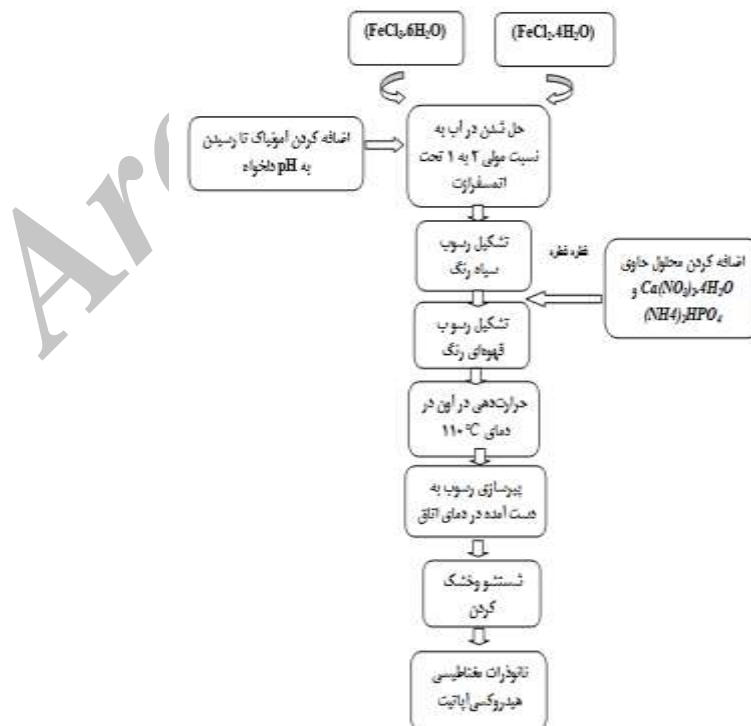 (FeCl3.6H2O)
(FeCl2.4H2O)
حل شدن در آب به
نسبت مولی ۲ به ۱ تحت
اتمسفرازت
اضافه کردن آمونیاک تا رسیدن
به pH دلخواه
تشکیل رسوب
سیاه رنگ
قطره قطره
اضافه کردن محلول حاوی
Ca(NO3)2.4H2O و
(NH4)2HPO4
تشکیل رسوب
قهوه‌ای رنگ
حرارت‌دهی در آون در
دمای ۱۱۰ °C
پیرسازی رسوب به
دست آمده در دمای اتاق
شستشو وخشک
کردن
نانوذرات مغناطیسی
هیدروکسی‌آپاتیت